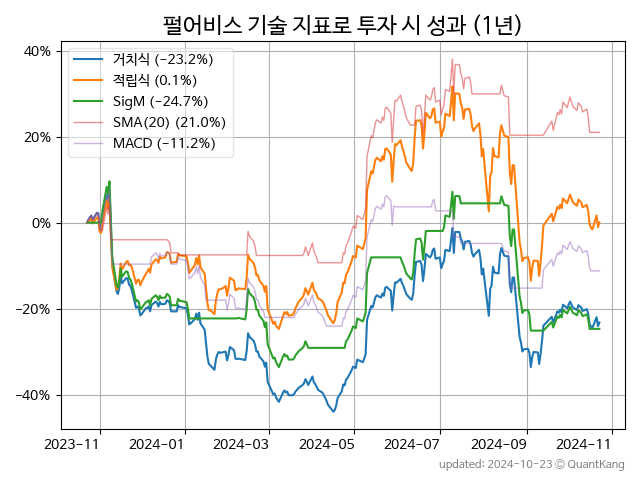 펄어비스 기술 지표로 투자 시 성과 (1년)
40%
20%
0%
−20%
−40%
거치식 (−23.2%)
적립식 (0.1%)
SigM (−24.7%)
SMA(20) (21.0%)
MACD (−11.2%)
2023-11 2024-01 2024-03 2024-05 2024-07 2024-09 2024-11
updated: 2024-10-23 ⓒ QuantKang